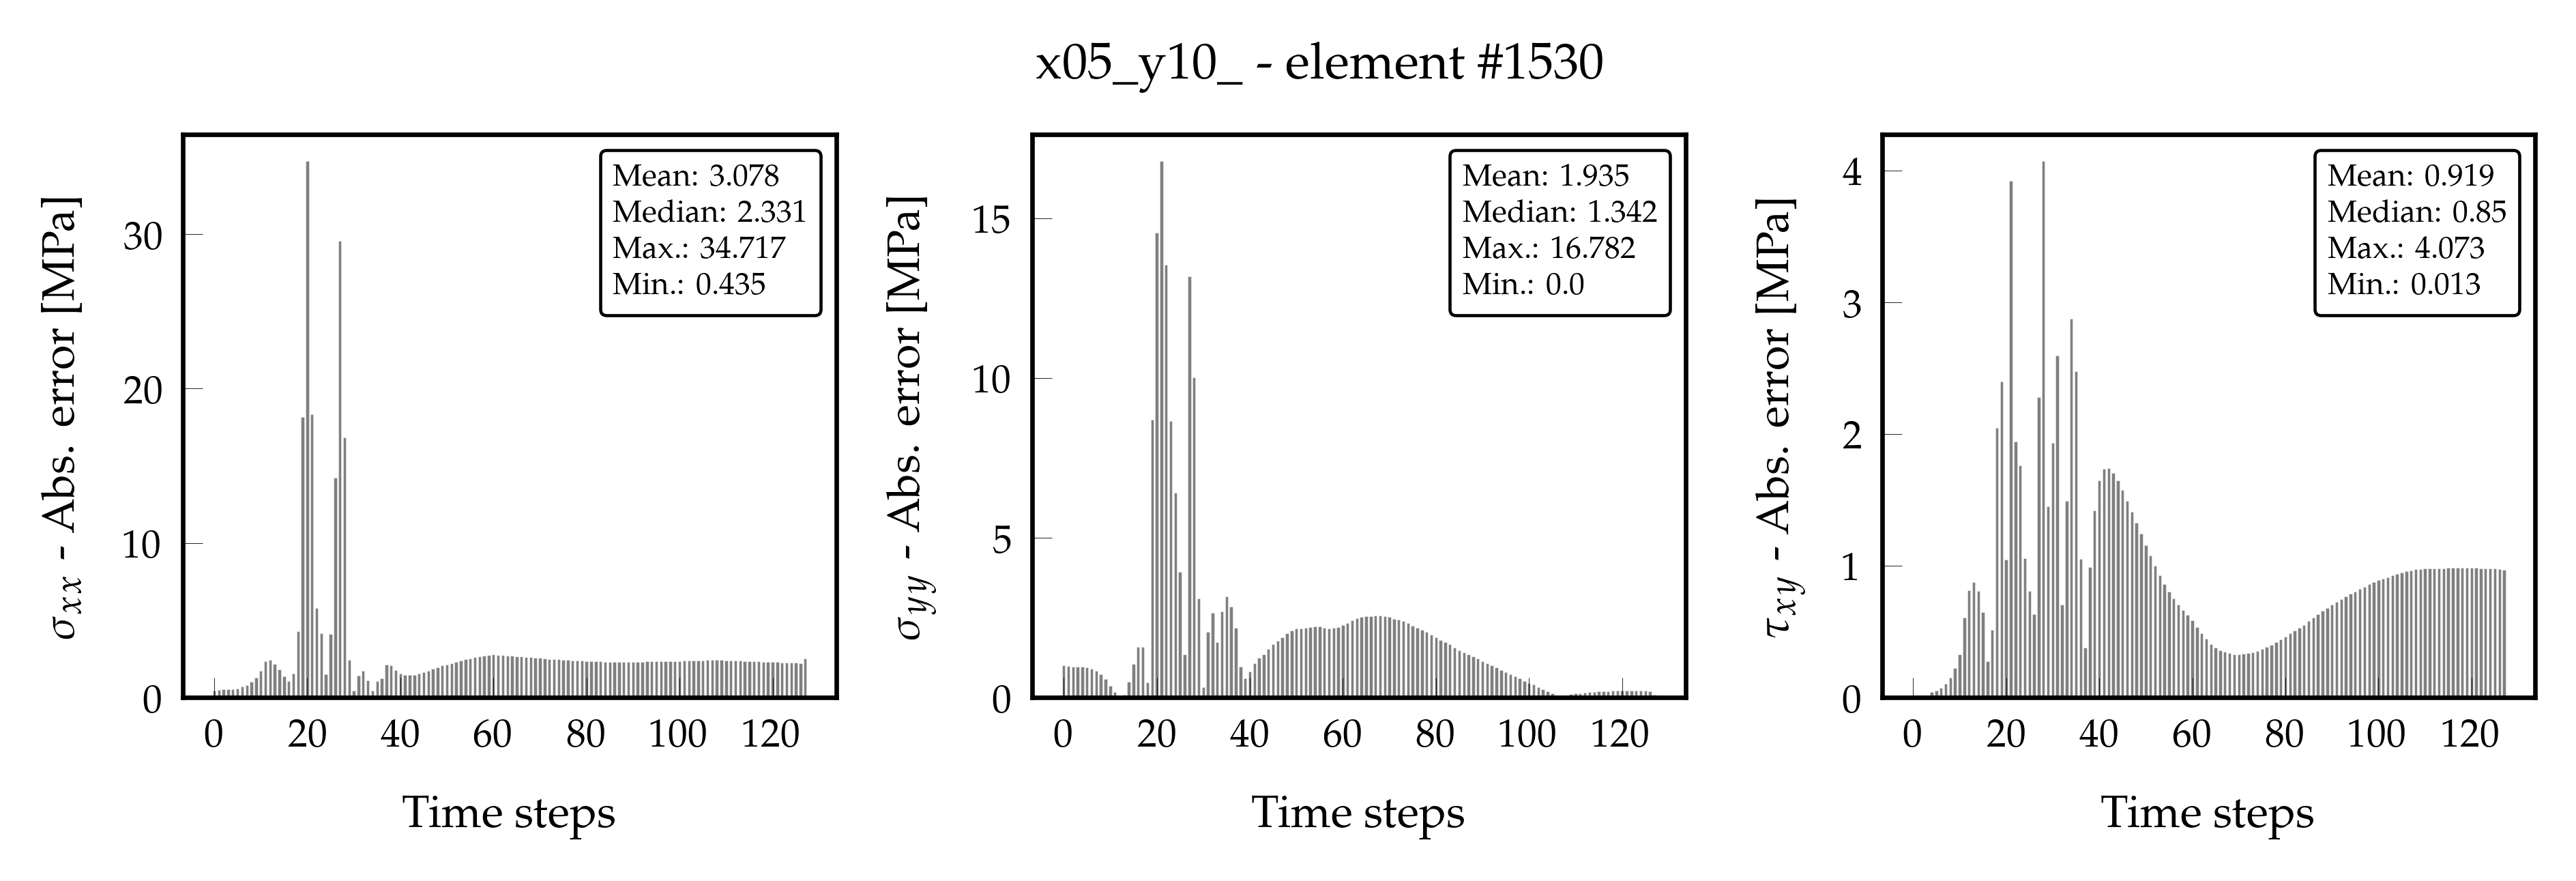 x05_y10_ - element #1530
σxx - Abs. error [MPa]
30
20
10
0
0 20 40 60 80 100 120
Time steps
Mean: 3.078
Median: 2.331
Max.: 34.717
Min.: 0.435
σyy - Abs. error [MPa]
15
10
5
0
0 20 40 60 80 100 120
Time steps
Mean: 1.935
Median: 1.342
Max.: 16.782
Min.: 0.0
τxy - Abs. error [MPa]
4
3
2
1
0
0 20 40 60 80 100 120
Time steps
Mean: 0.919
Median: 0.85
Max.: 4.073
Min.: 0.013